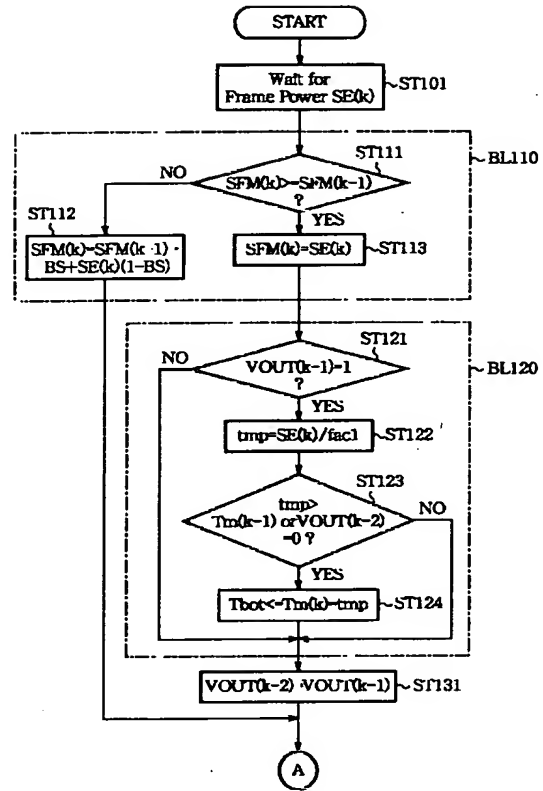 START
Wait for
Frame Power SE(k)
ST101
BL110
ST111
NO
SFM(k)>=SFM(k-1)
?
ST112
YES
SFM(k)=SFM(k-1)·
BS+SE(k)(1-BS)
SFM(k)=SE(k)
ST113
ST121
NO
VOUT(k-1)=1
?
BL120
YES
tmp=SE(k)/fac1
ST122
ST123
tmp>
Tm(k-1) orVOUT(k-2)
=0 ?
NO
YES
Tbot<=Tm(k)=tmp
ST124
VOUT(k-2)·VOUT(k-1)
ST131
A